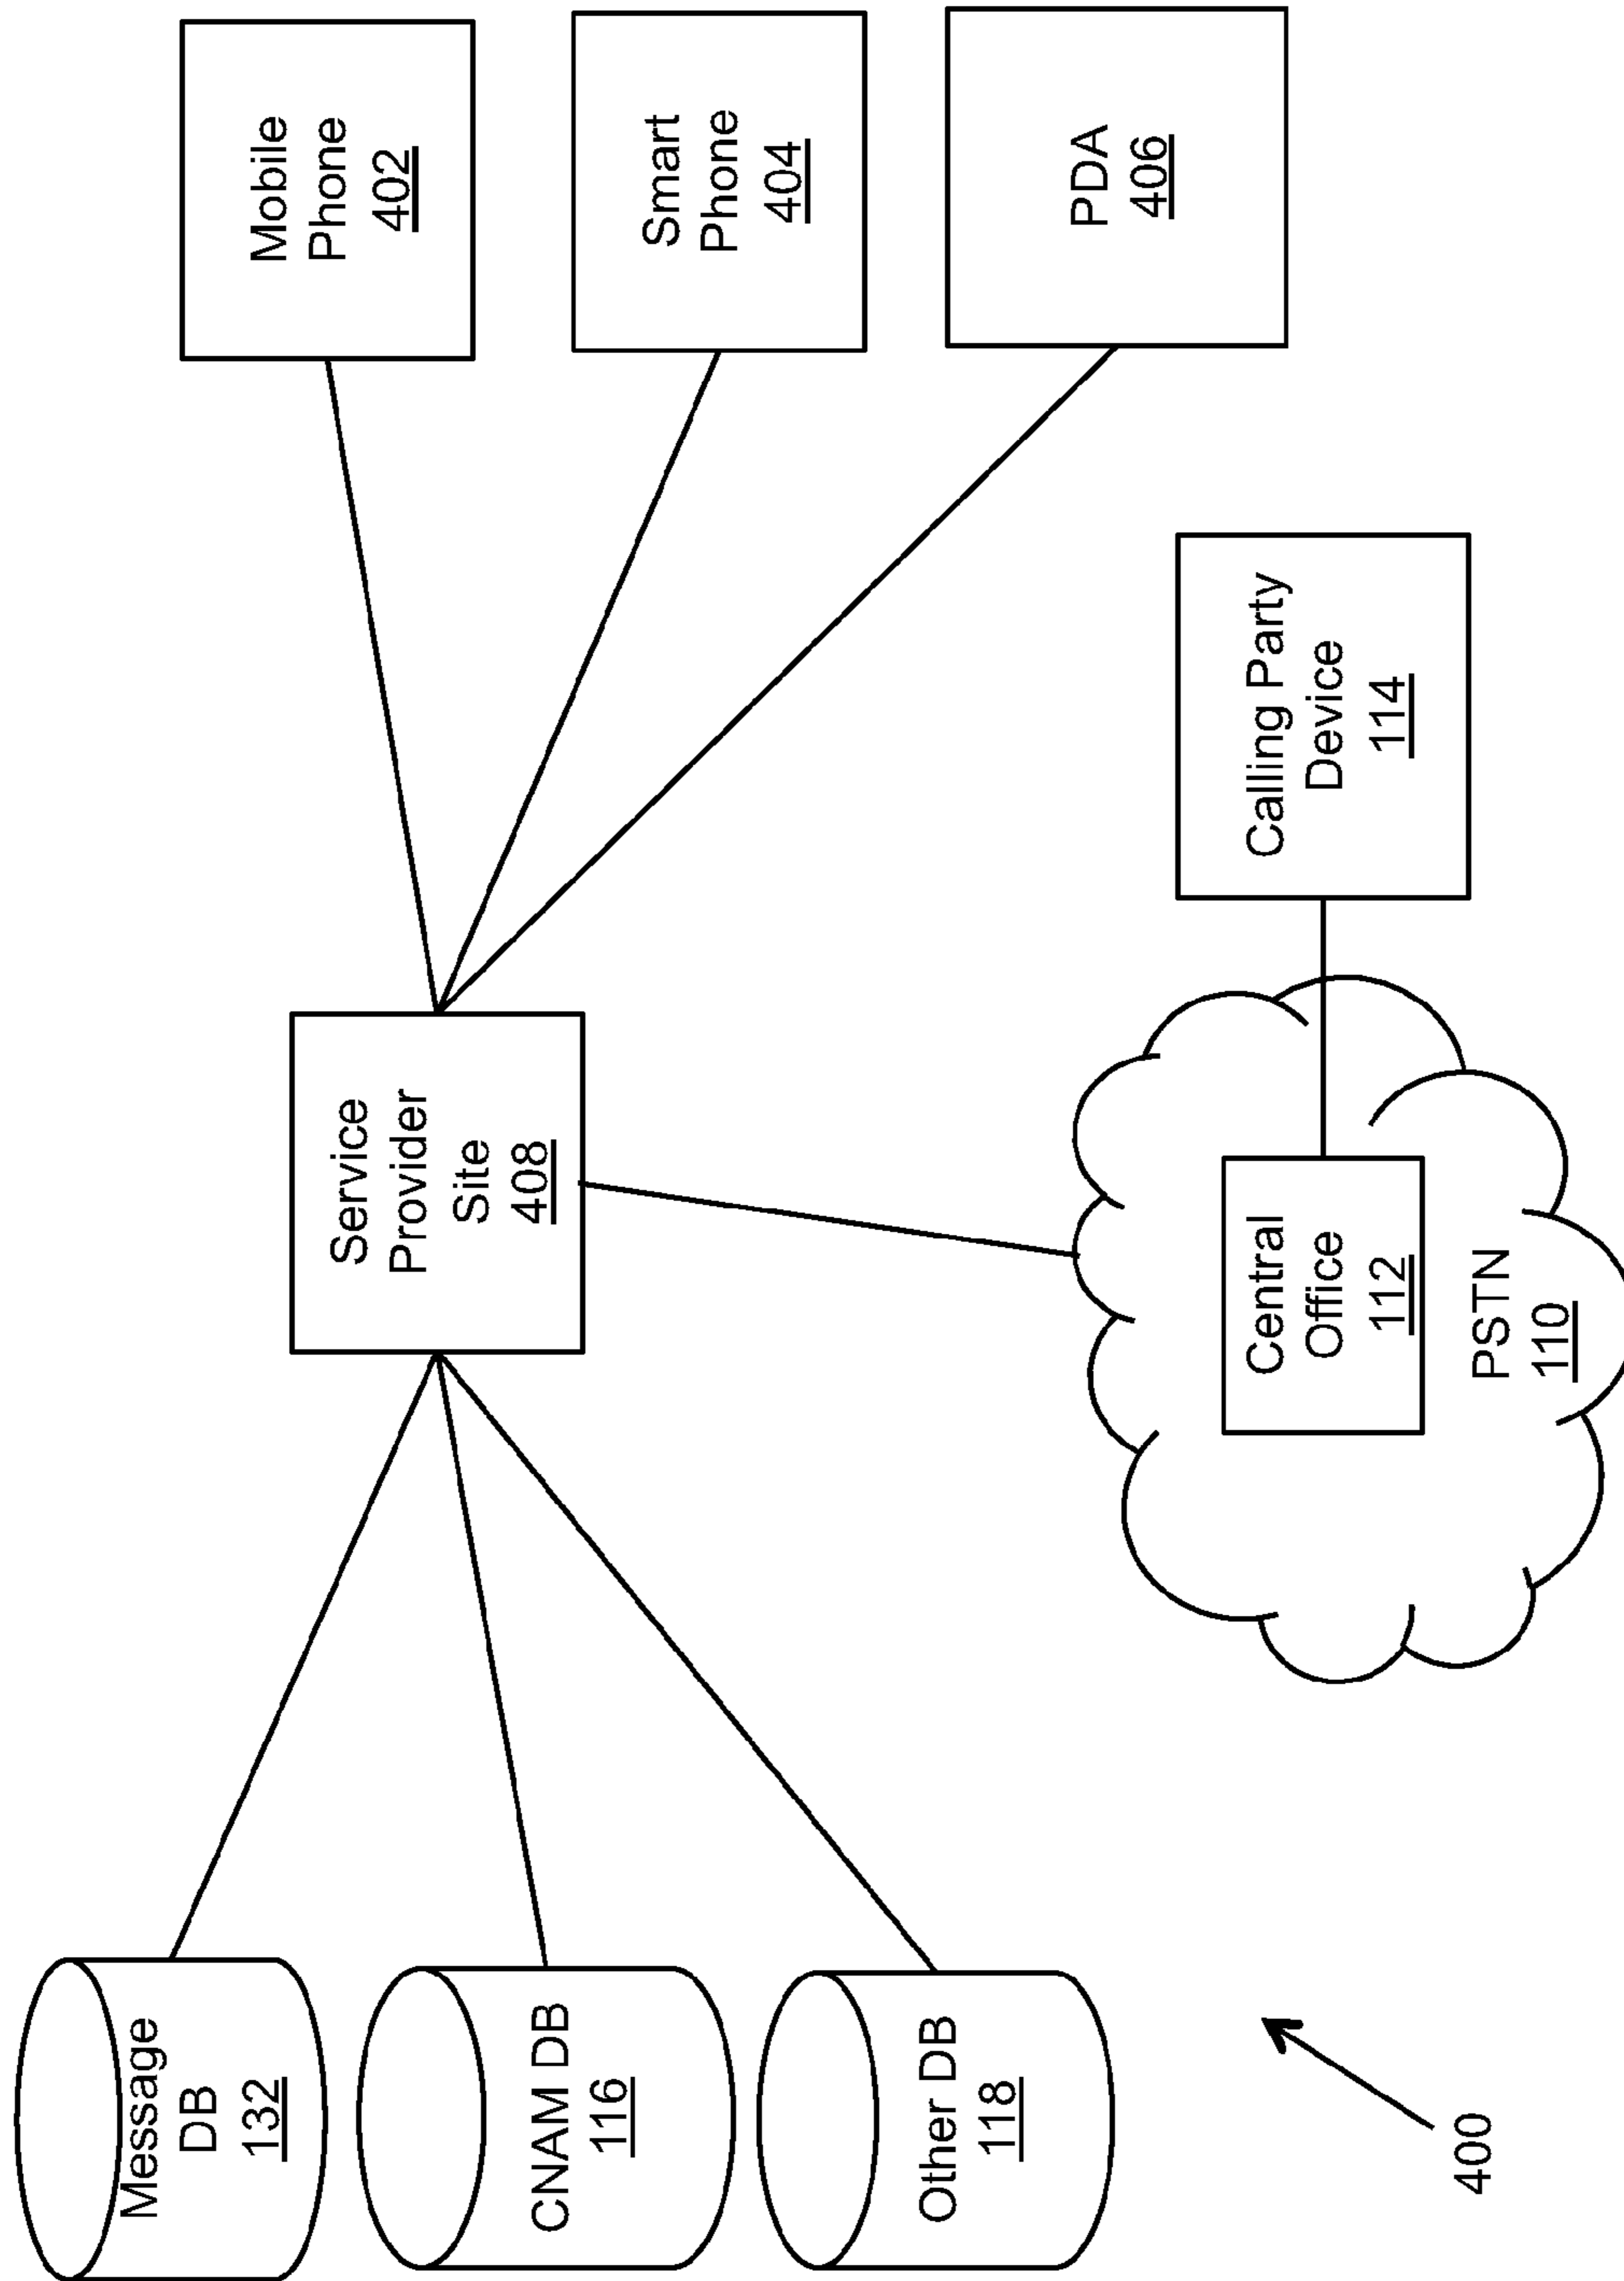 Message
DB
132
CNAM DB
116
Other DB
118
Service
Provider
Site
408
Mobile
Phone
402
Smart
Phone
404
PDA
406
Calling Party
Device
114
Central
Office
112
PSTN
110
400